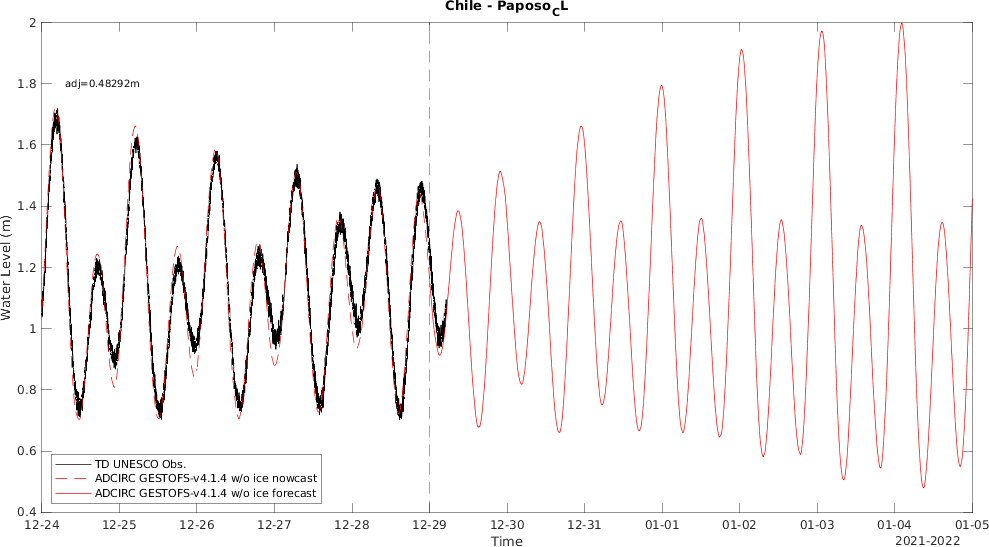 Chile - Paposo_CL
adj=0.48292m
Water Level (m)
2
1.8
1.6
1.4
1.2
1
0.8
0.6
0.4
TD UNESCO Obs.
ADCIRC GESTOFS-v4.1.4 w/o ice nowcast
ADCIRC GESTOFS-v4.1.4 w/o ice forecast
12-24 12-25 12-26 12-27 12-28 12-29 12-30 12-31 01-01 01-02 01-03 01-04 01-05
Time
2021-2022